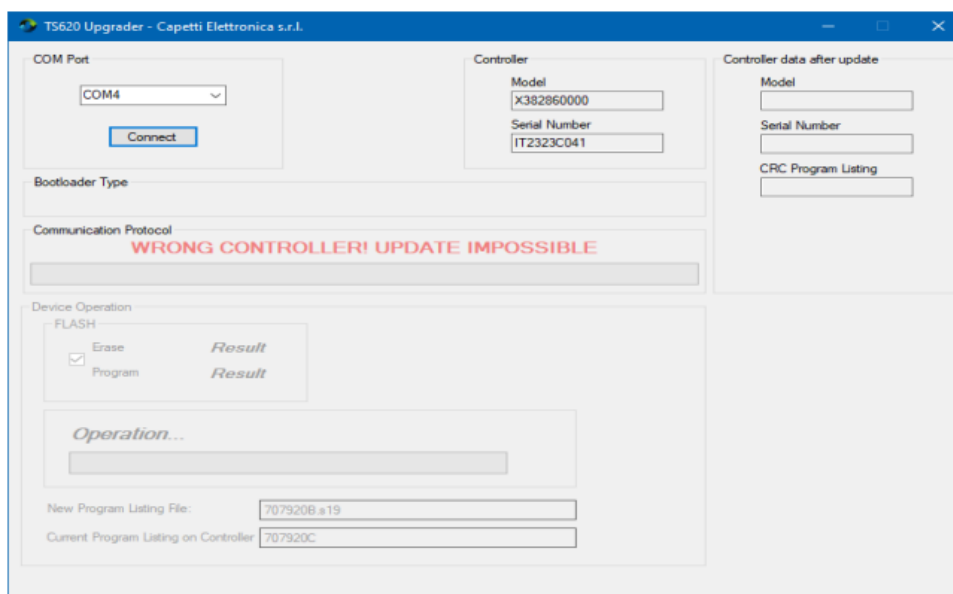 TS620 Upgrader - Capetti Elettronica s.r.l.
COM Port
COM4
Connect
Controller
Model
X382860000
Serial Number
IT2323C041
Controller data after update
Model
Serial Number
CRC Program Listing
Bootloader Type
Communication Protocol
WRONG CONTROLLER! UPDATE IMPOSSIBLE
Device Operation
FLASH
Erase Result
Program Result
Operation...
New Program Listing File: 707920B.s19
Current Program Listing on Controller 707920C